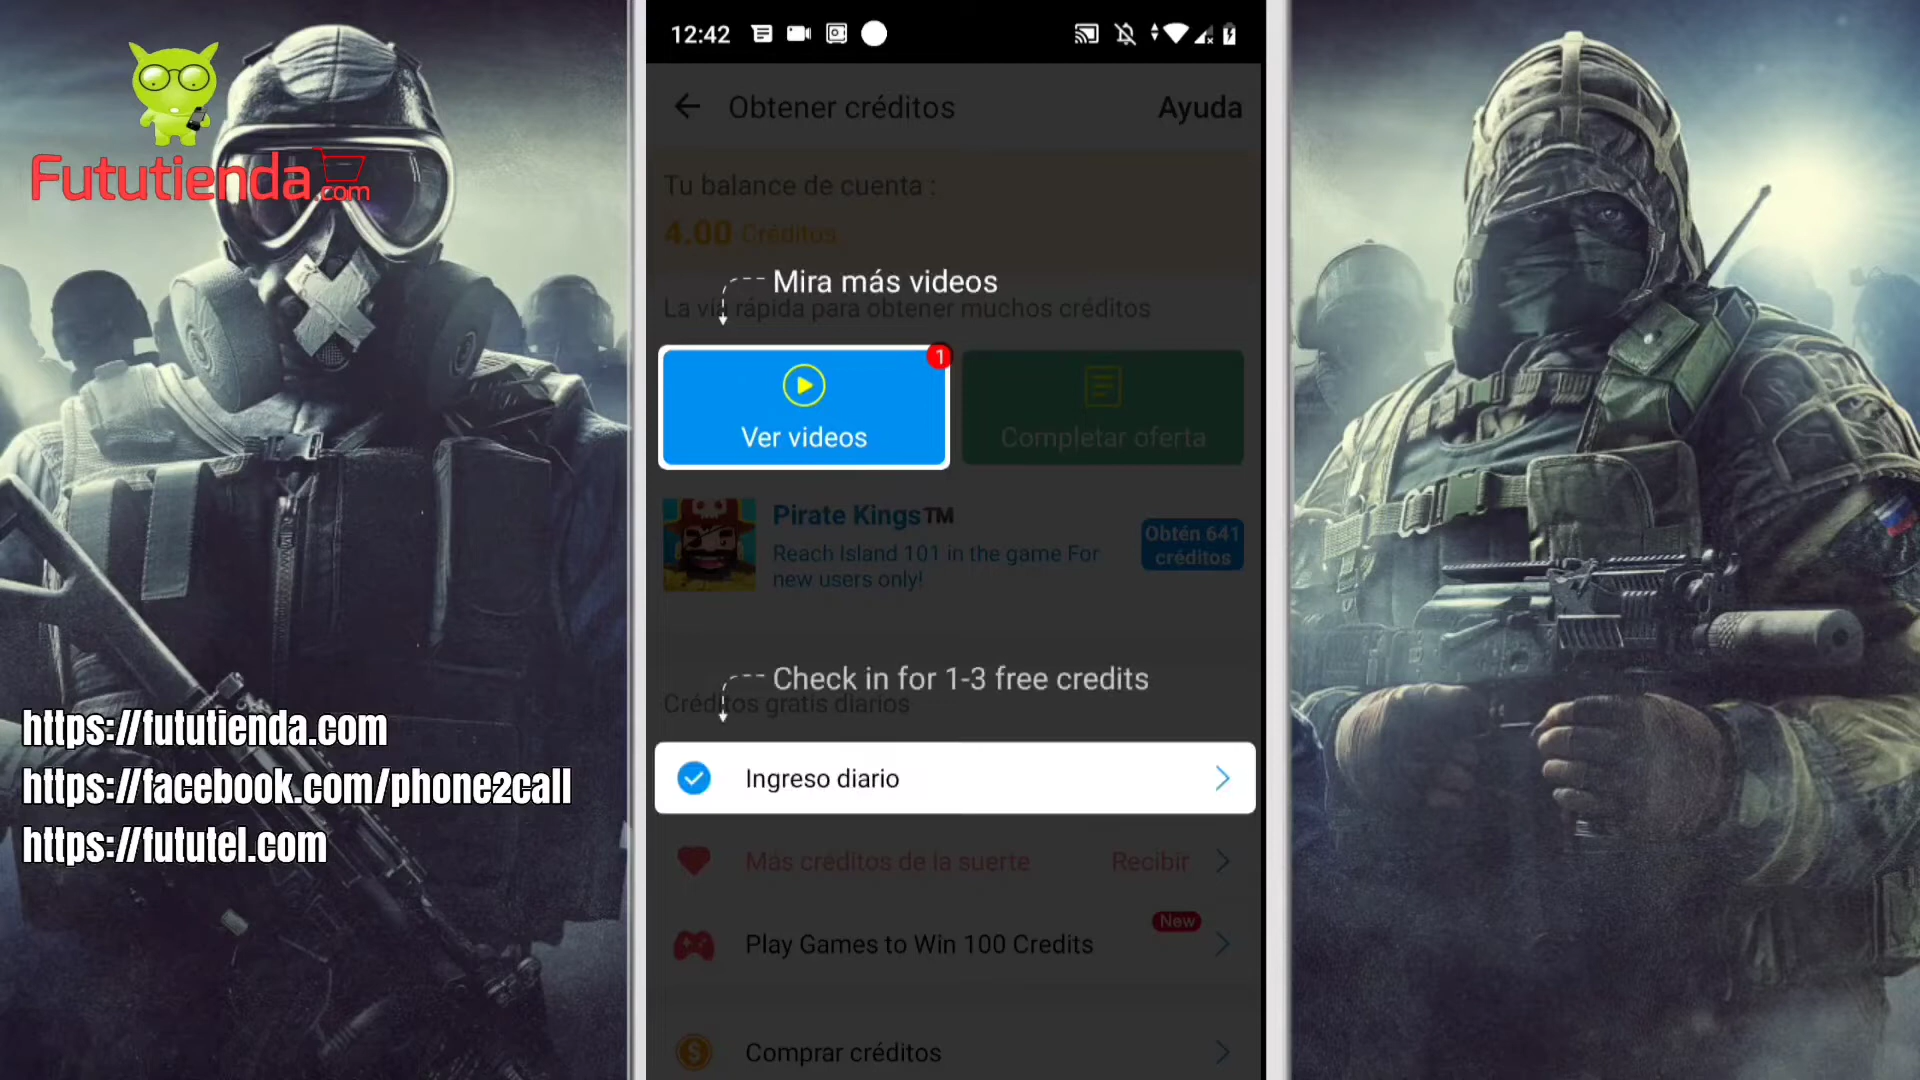 Fututienda
.com
https://fututienda.com
https://facebook.com/phone2call
https://fututel.com
12:42
Obtener créditos
Ayuda
Tu balance de cuenta :
4.00 Créditos
Mira más videos
La vía rápida para obtener muchos créditos
1
Ver videos
Completar oferta
Pirate Kings™
Reach Island 101 in the game For
new users only!
Obtén 641
créditos
Check in for 1-3 free credits
Créditos gratis diarios
Ingreso diario
Más créditos de la suerte
Recibir
New
Play Games to Win 100 Credits
Comprar créditos